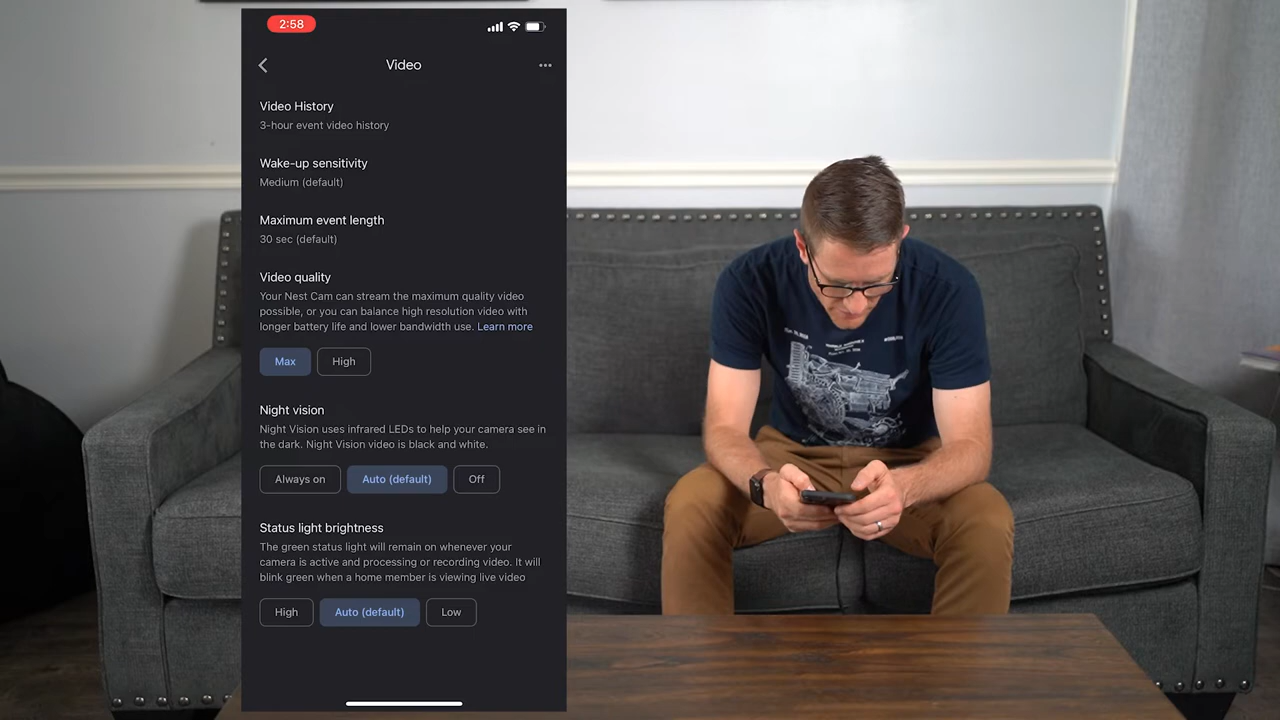 2:58
Video
Video History
3-hour event video history
Wake-up sensitivity
Medium (default)
Maximum event length
30 sec (default)
Video quality
Your Nest Cam can stream the maximum quality video
possible, or you can balance high resolution video with
longer battery life and lower bandwidth use. Learn more
Max High
Night vision
Night Vision uses infrared LEDs to help your camera see in
the dark. Night Vision video is black and white.
Always on Auto (default) Off
Status light brightness
The green status light will remain on whenever your
camera is active and processing or recording video. It will
blink green when a home member is viewing live video
High Auto (default) Low